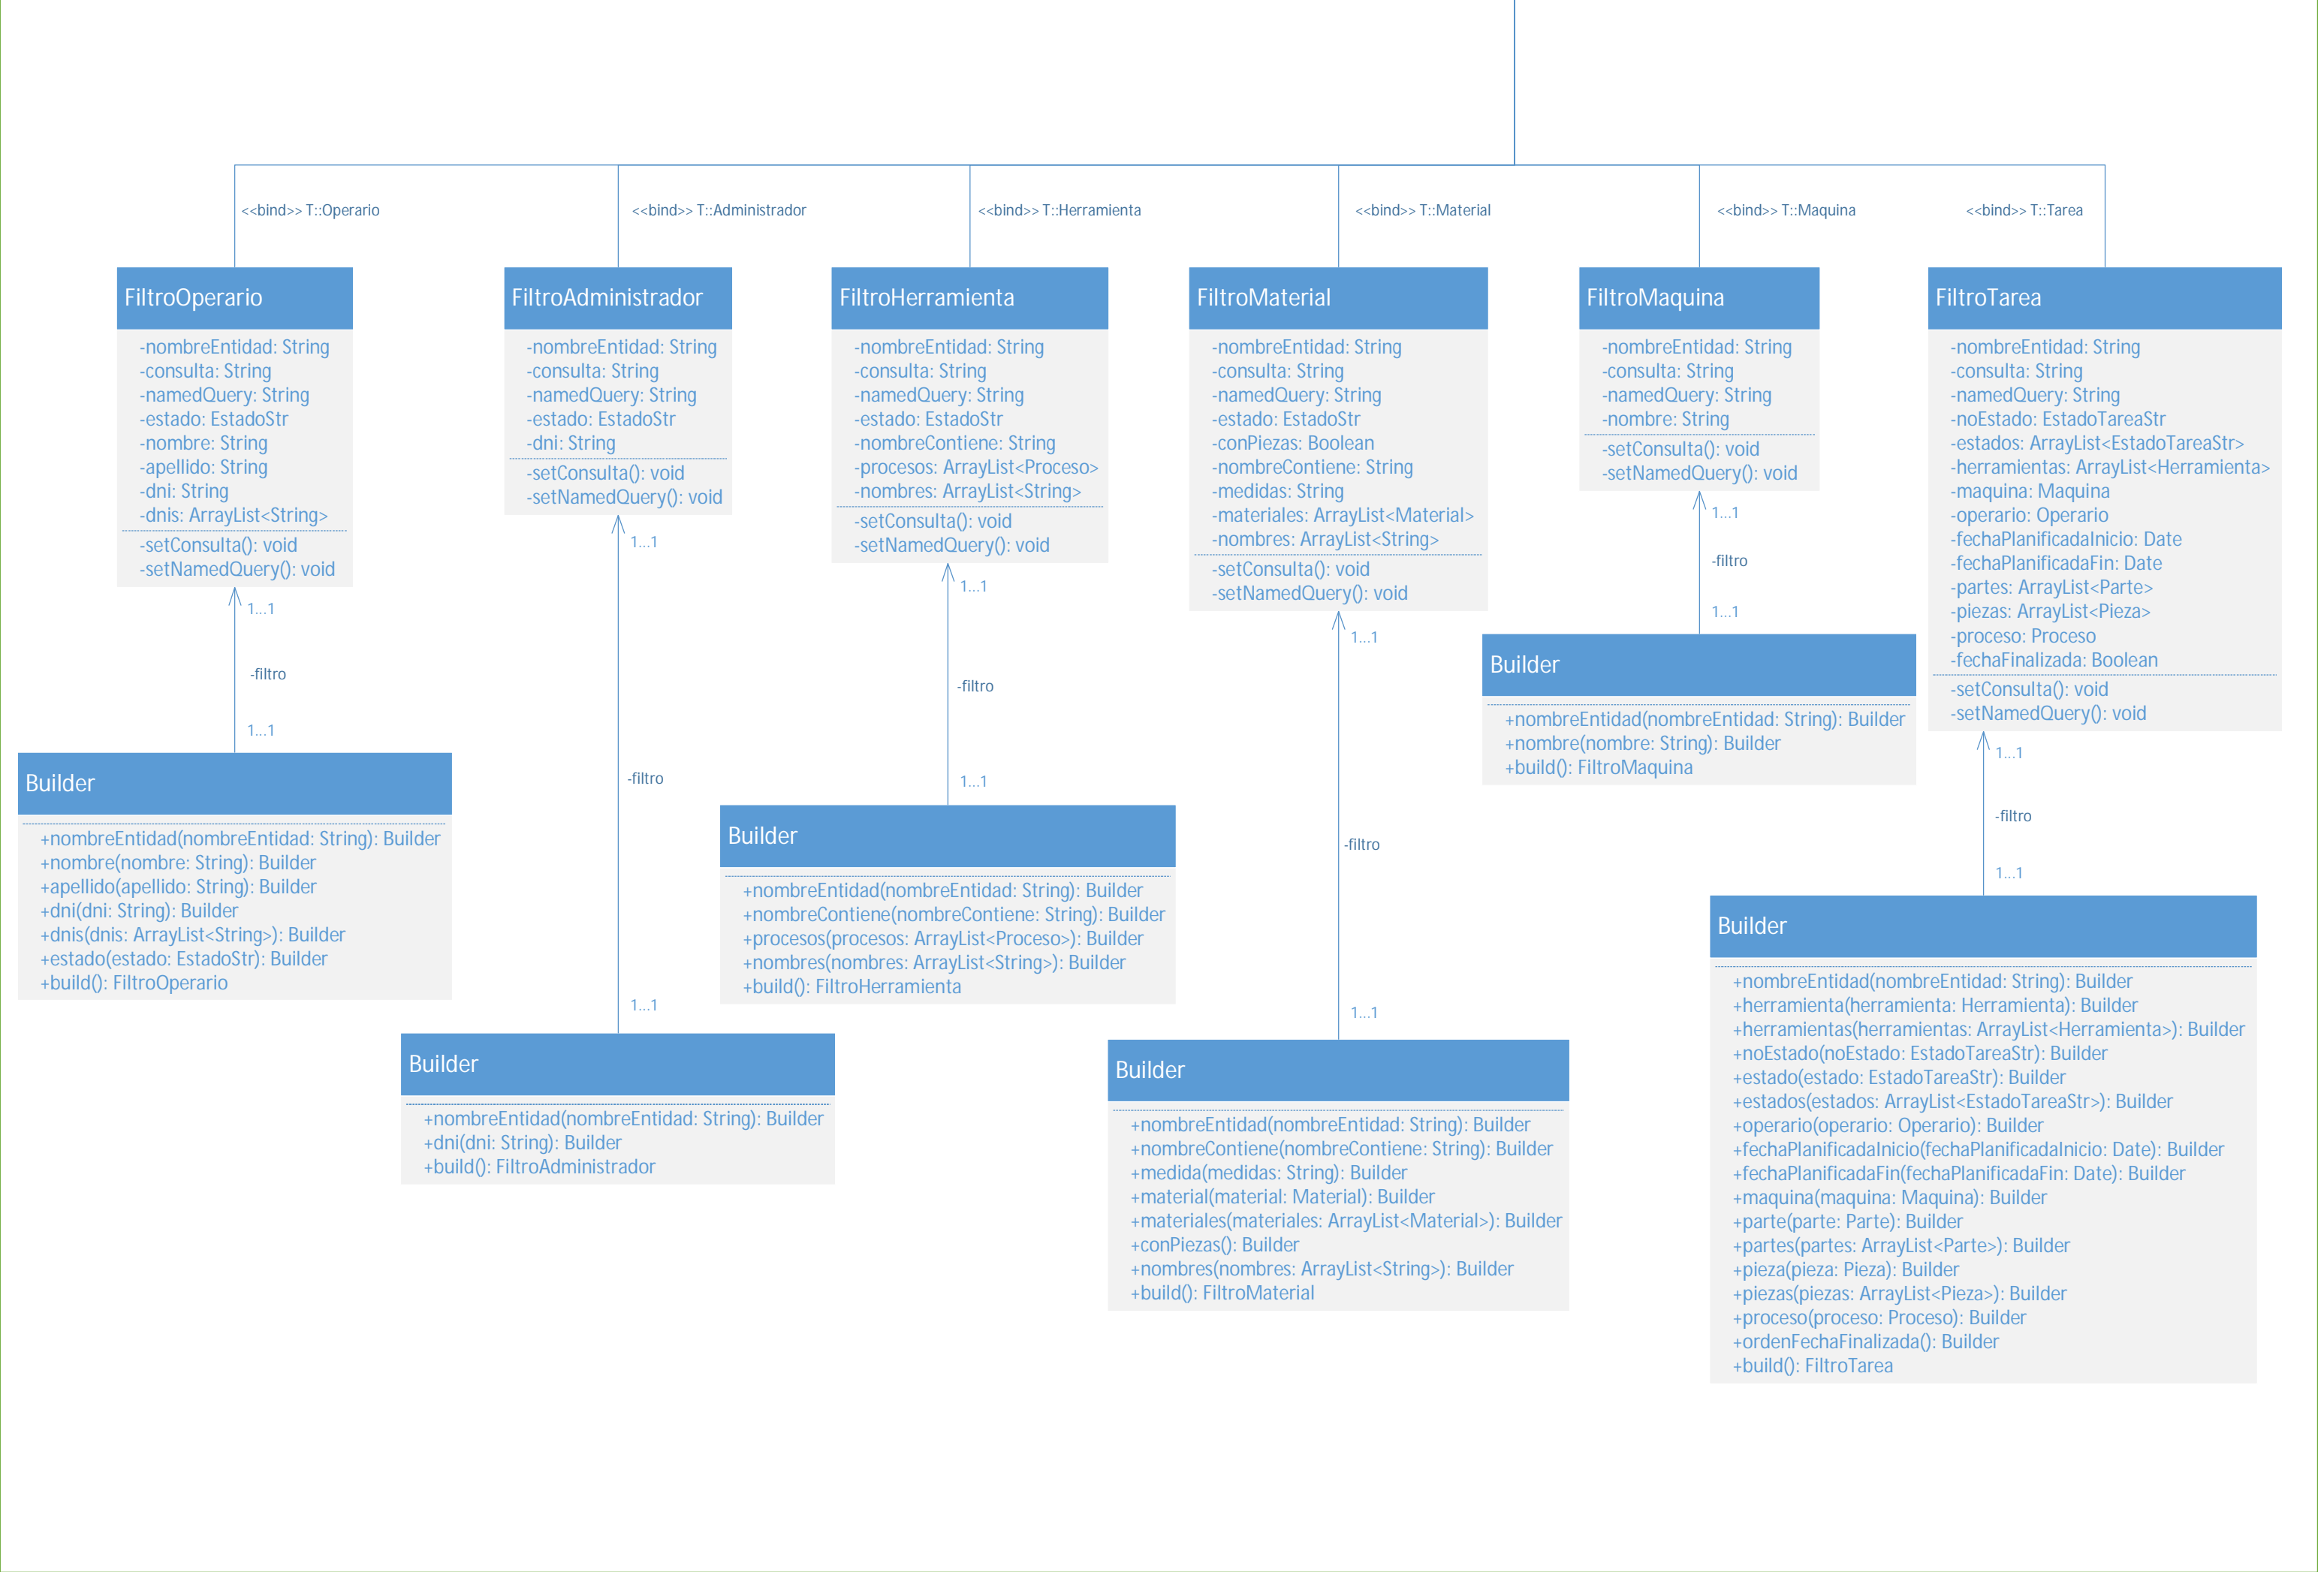 <<bind>> T::Operario
<<bind>> T::Administrador
<<bind>> T::Herramienta
<<bind>> T::Material
<<bind>> T::Maquina
<<bind>> T::Tarea
FiltroOperario
-nombreEntidad: String
-consulta: String
-namedQuery: String
-estado: EstadoStr
-nombre: String
-apellido: String
-dni: String
-dnis: ArrayList<String>
-setConsulta(): void
-setNamedQuery(): void
1...1
-filtro
1...1
Builder
+nombreEntidad(nombreEntidad: String): Builder
+nombre(nombre: String): Builder
+apellido(apellido: String): Builder
+dni(dni: String): Builder
+dnis(dnis: ArrayList<String>): Builder
+estado(estado: EstadoStr): Builder
+build(): FiltroOperario
FiltroAdministrador
-nombreEntidad: String
-consulta: String
-namedQuery: String
-estado: EstadoStr
-dni: String
-setConsulta(): void
-setNamedQuery(): void
1...1
-filtro
1...1
Builder
+nombreEntidad(nombreEntidad: String): Builder
+dni(dni: String): Builder
+build(): FiltroAdministrador
FiltroHerramienta
-nombreEntidad: String
-consulta: String
-namedQuery: String
-estado: EstadoStr
-nombreContiene: String
-procesos: ArrayList<Proceso>
-nombres: ArrayList<String>
-setConsulta(): void
-setNamedQuery(): void
1...1
-filtro
1...1
Builder
+nombreEntidad(nombreEntidad: String): Builder
+nombreContiene(nombreContiene: String): Builder
+procesos(procesos: ArrayList<Proceso>): Builder
+nombres(nombres: ArrayList<String>): Builder
+build(): FiltroHerramienta
FiltroMaterial
-nombreEntidad: String
-consulta: String
-namedQuery: String
-estado: EstadoStr
-conPiezas: Boolean
-nombreContiene: String
-medidas: String
-materiales: ArrayList<Material>
-nombres: ArrayList<String>
-setConsulta(): void
-setNamedQuery(): void
1...1
-filtro
1...1
Builder
+nombreEntidad(nombreEntidad: String): Builder
+nombreContiene(nombreContiene: String): Builder
+medida(medidas: String): Builder
+material(material: Material): Builder
+materiales(materiales: ArrayList<Material>): Builder
+conPiezas(): Builder
+nombres(nombres: ArrayList<String>): Builder
+build(): FiltroMaterial
FiltroMaquina
-nombreEntidad: String
-consulta: String
-namedQuery: String
-nombre: String
-setConsulta(): void
-setNamedQuery(): void
1...1
-filtro
1...1
Builder
+nombreEntidad(nombreEntidad: String): Builder
+nombre(nombre: String): Builder
+build(): FiltroMaquina
FiltroTarea
-nombreEntidad: String
-consulta: String
-namedQuery: String
-noEstado: EstadoTareaStr
-estados: ArrayList<EstadoTareaStr>
-herramientas: ArrayList<Herramienta>
-maquina: Maquina
-operario: Operario
-fechaPlanificadaInicio: Date
-fechaPlanificadaFin: Date
-partes: ArrayList<Parte>
-piezas: ArrayList<Pieza>
-proceso: Proceso
-fechaFinalizada: Boolean
-setConsulta(): void
-setNamedQuery(): void
1...1
-filtro
1...1
Builder
+nombreEntidad(nombreEntidad: String): Builder
+herramienta(herramienta: Herramienta): Builder
+herramientas(herramientas: ArrayList<Herramienta>): Builder
+noEstado(noEstado: EstadoTareaStr): Builder
+estado(estado: EstadoTareaStr): Builder
+estados(estados: ArrayList<EstadoTareaStr>): Builder
+operario(operario: Operario): Builder
+fechaPlanificadaInicio(fechaPlanificadaInicio: Date): Builder
+fechaPlanificadaFin(fechaPlanificadaFin: Date): Builder
+maquina(maquina: Maquina): Builder
+parte(parte: Parte): Builder
+partes(partes: ArrayList<Parte>): Builder
+pieza(pieza: Pieza): Builder
+piezas(piezas: ArrayList<Pieza>): Builder
+proceso(proceso: Proceso): Builder
+ordenFechaFinalizada(): Builder
+build(): FiltroTarea